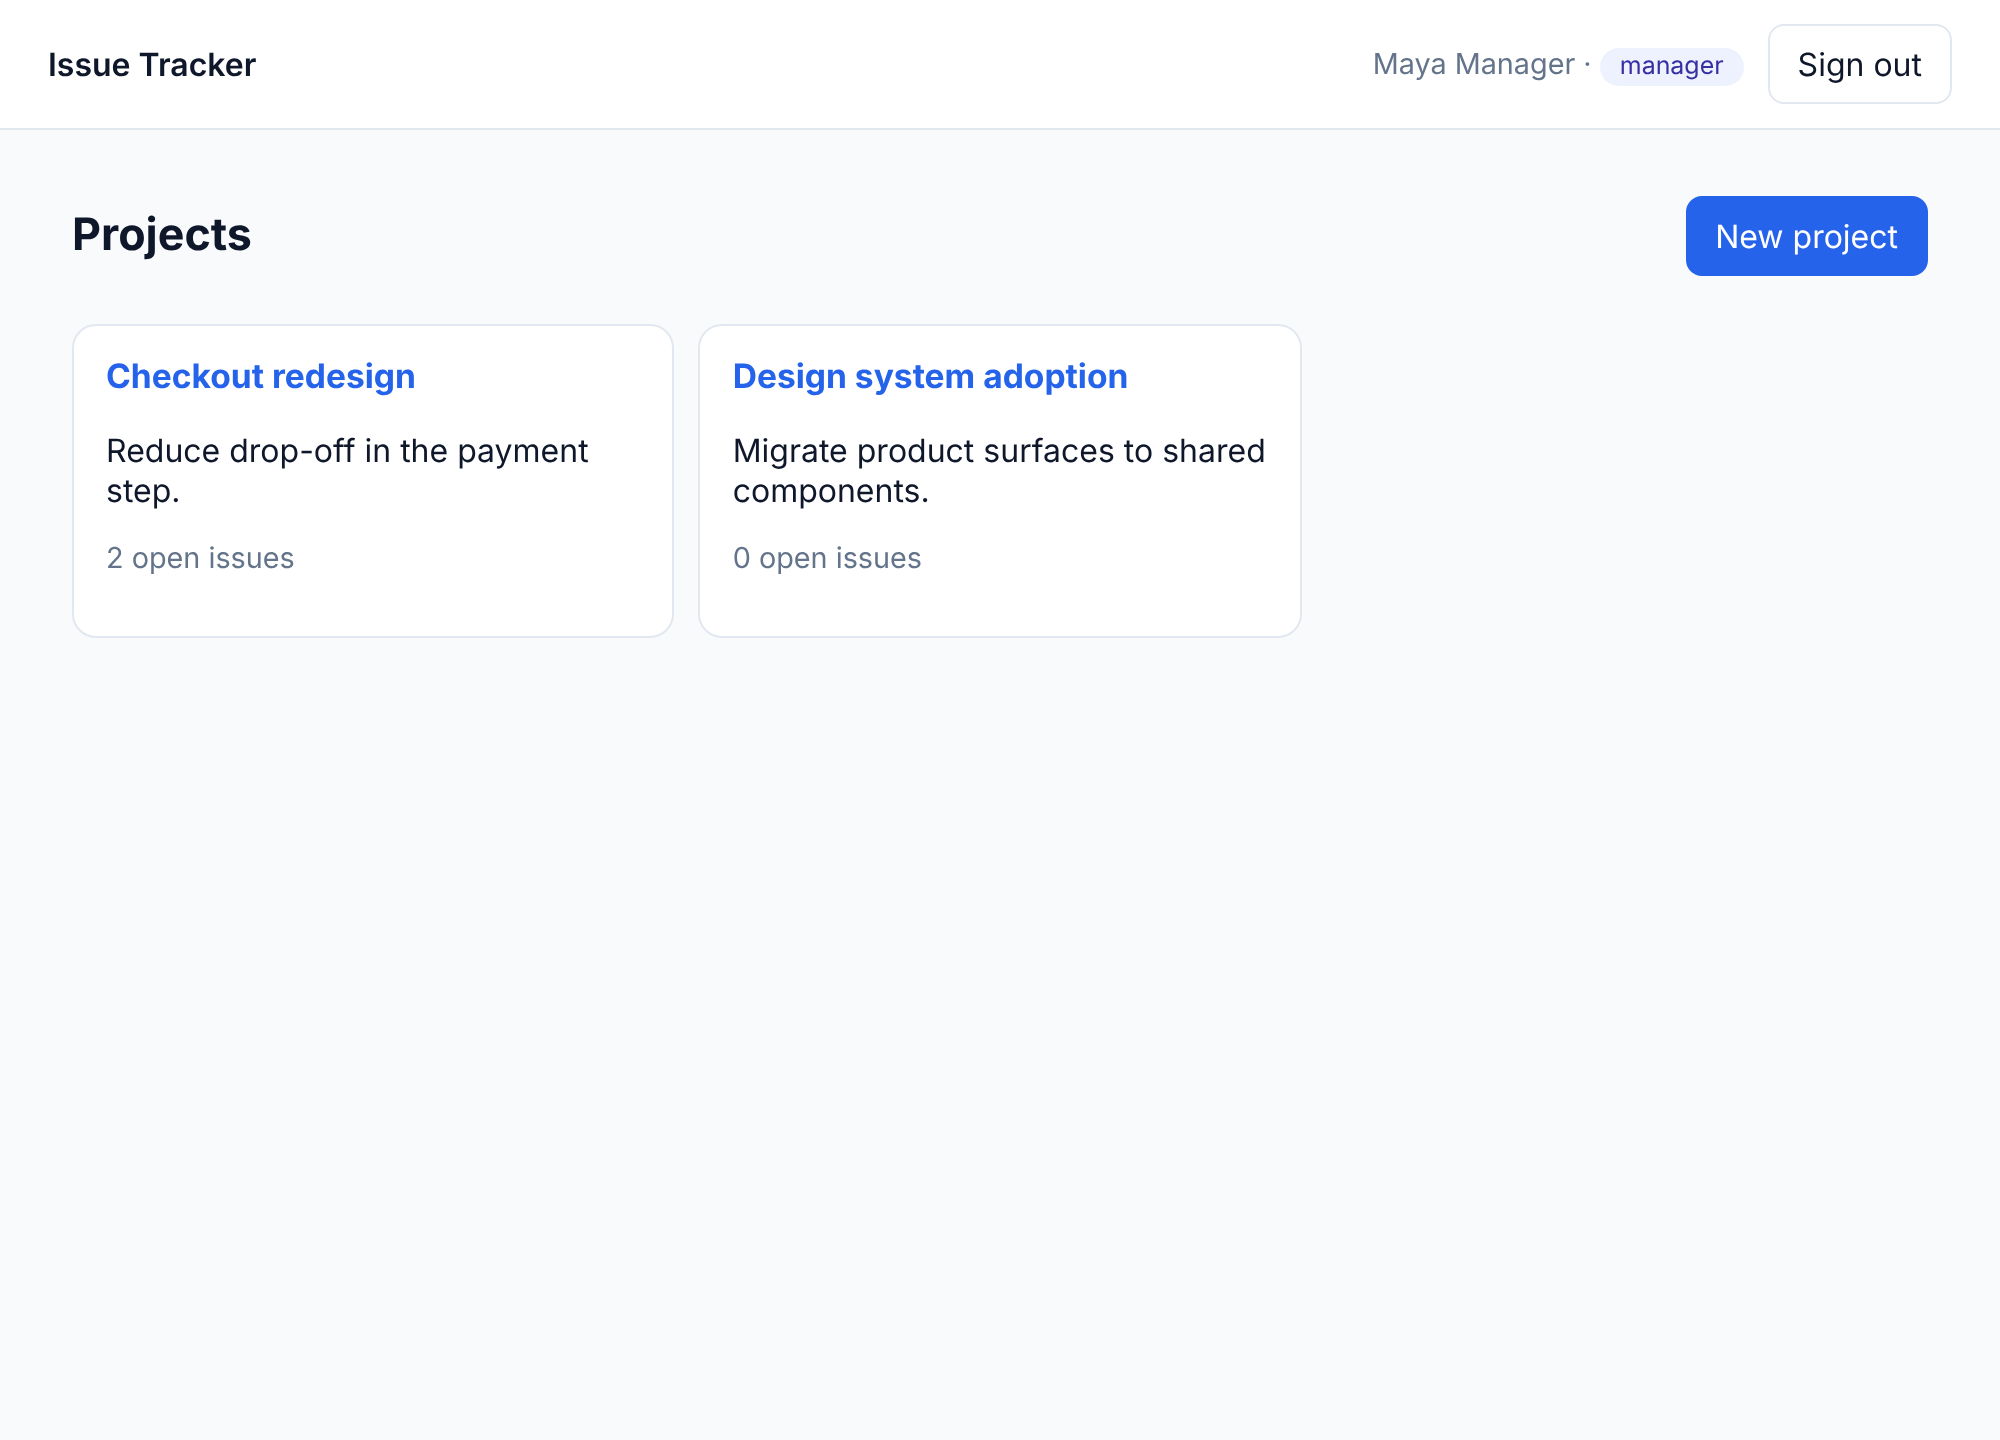 Issue Tracker
Maya Manager · manager
Sign out
Projects
New project
Checkout redesign
Reduce drop-off in the payment
step.
2 open issues
Design system adoption
Migrate product surfaces to shared
components.
0 open issues